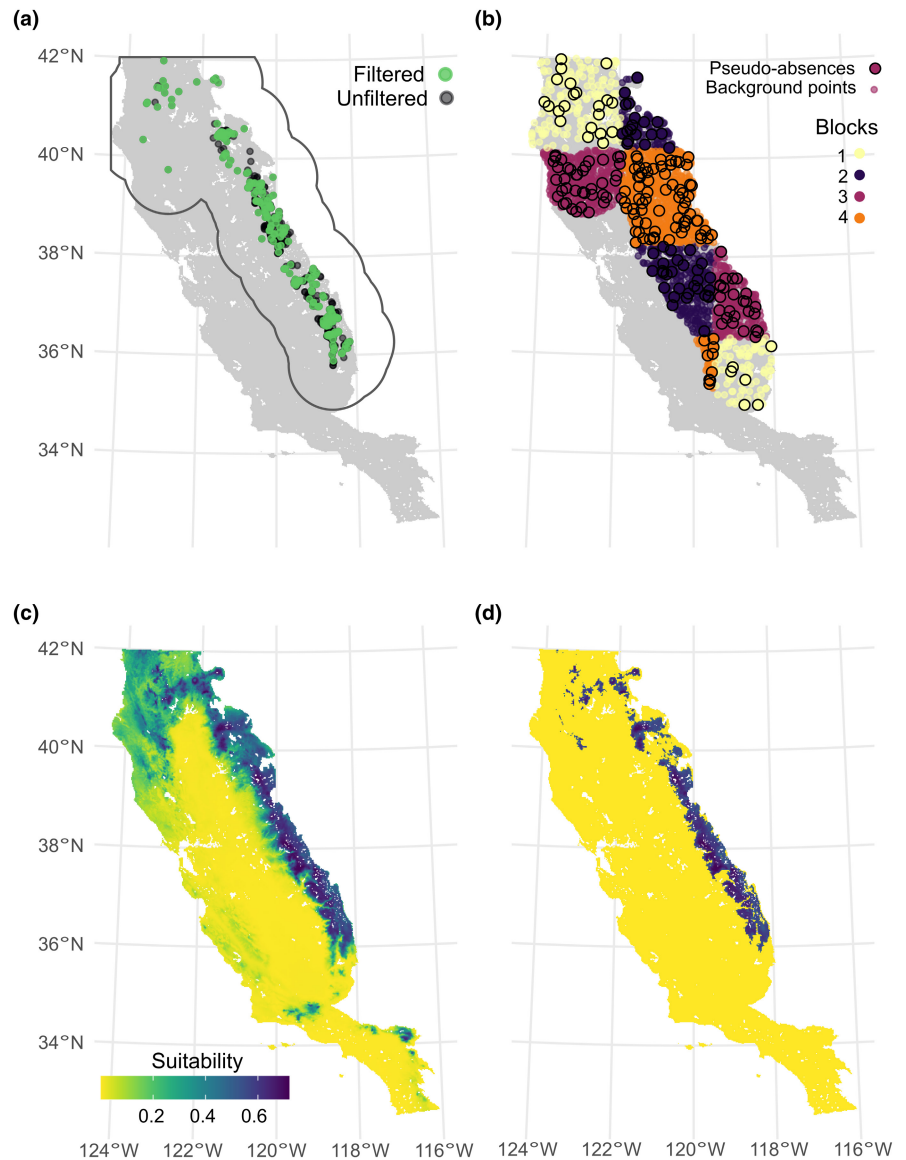 (a)
(b)
42°N
40°N
38°N
36°N
34°N
Filtered
Unfiltered
Pseudo-absences
Background points
Blocks
1
2
3
4
(c)
(d)
42°N
40°N
38°N
36°N
34°N
Suitability
0.2 0.4 0.6
124°W 122°W 120°W 118°W 116°W
124°W 122°W 120°W 118°W 116°W